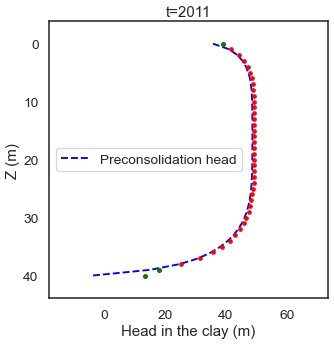 t=2011
0
10
20
30
40
Z (m)
Preconsolidation head
0 20 40 60
Head in the clay (m)